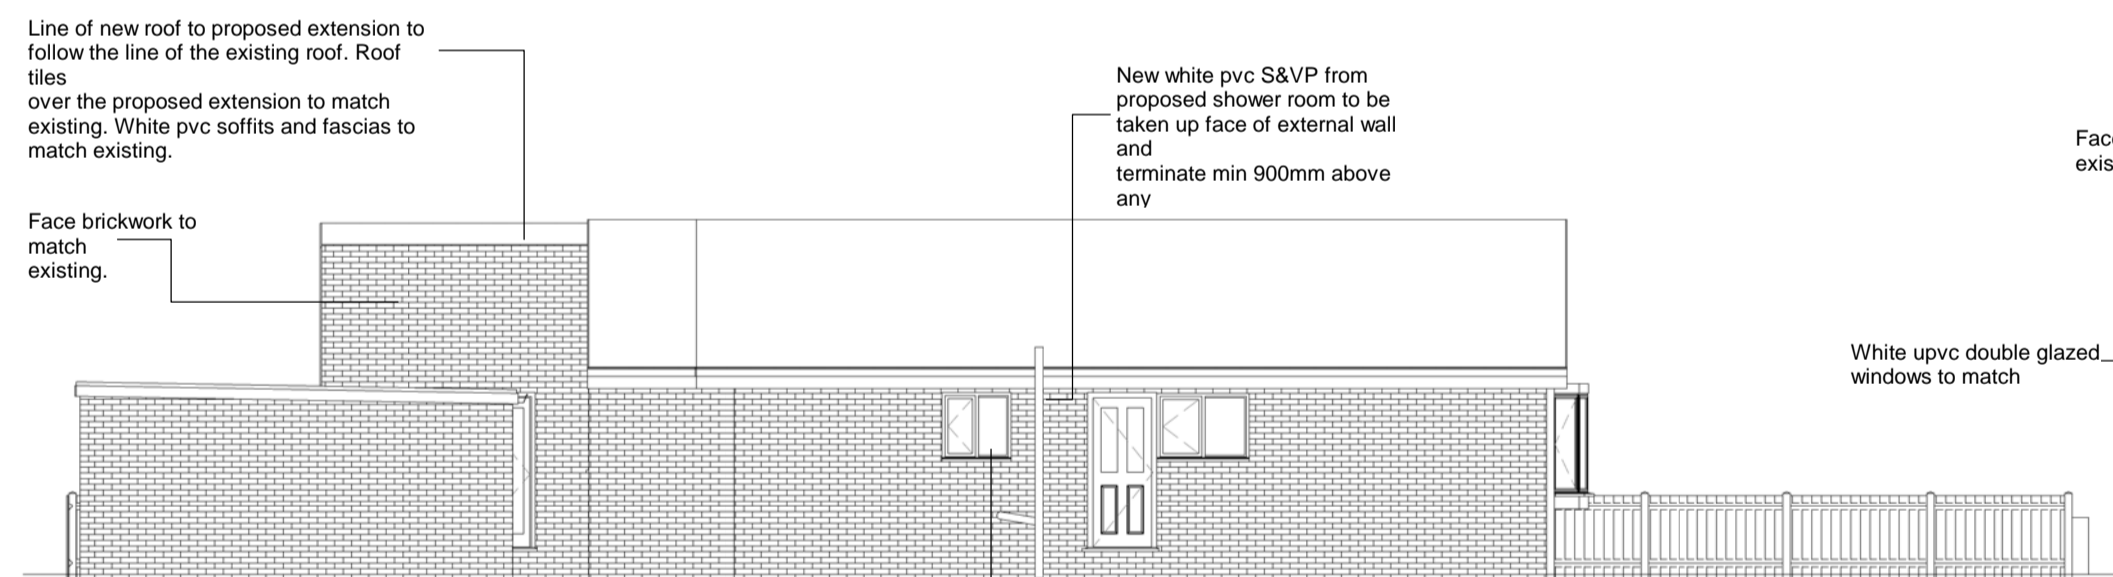 Line of new roof to proposed extension to
follow the line of the existing roof. Roof
tiles
over the proposed extension to match
existing. White pvc soffits and fascias to
match existing.
Face brickwork to
match
existing.
New white pvc S&VP from
proposed shower room to be
taken up face of external wall
and
terminate min 900mm above
any
Fac
exis
White upvc double glazed
windows to match